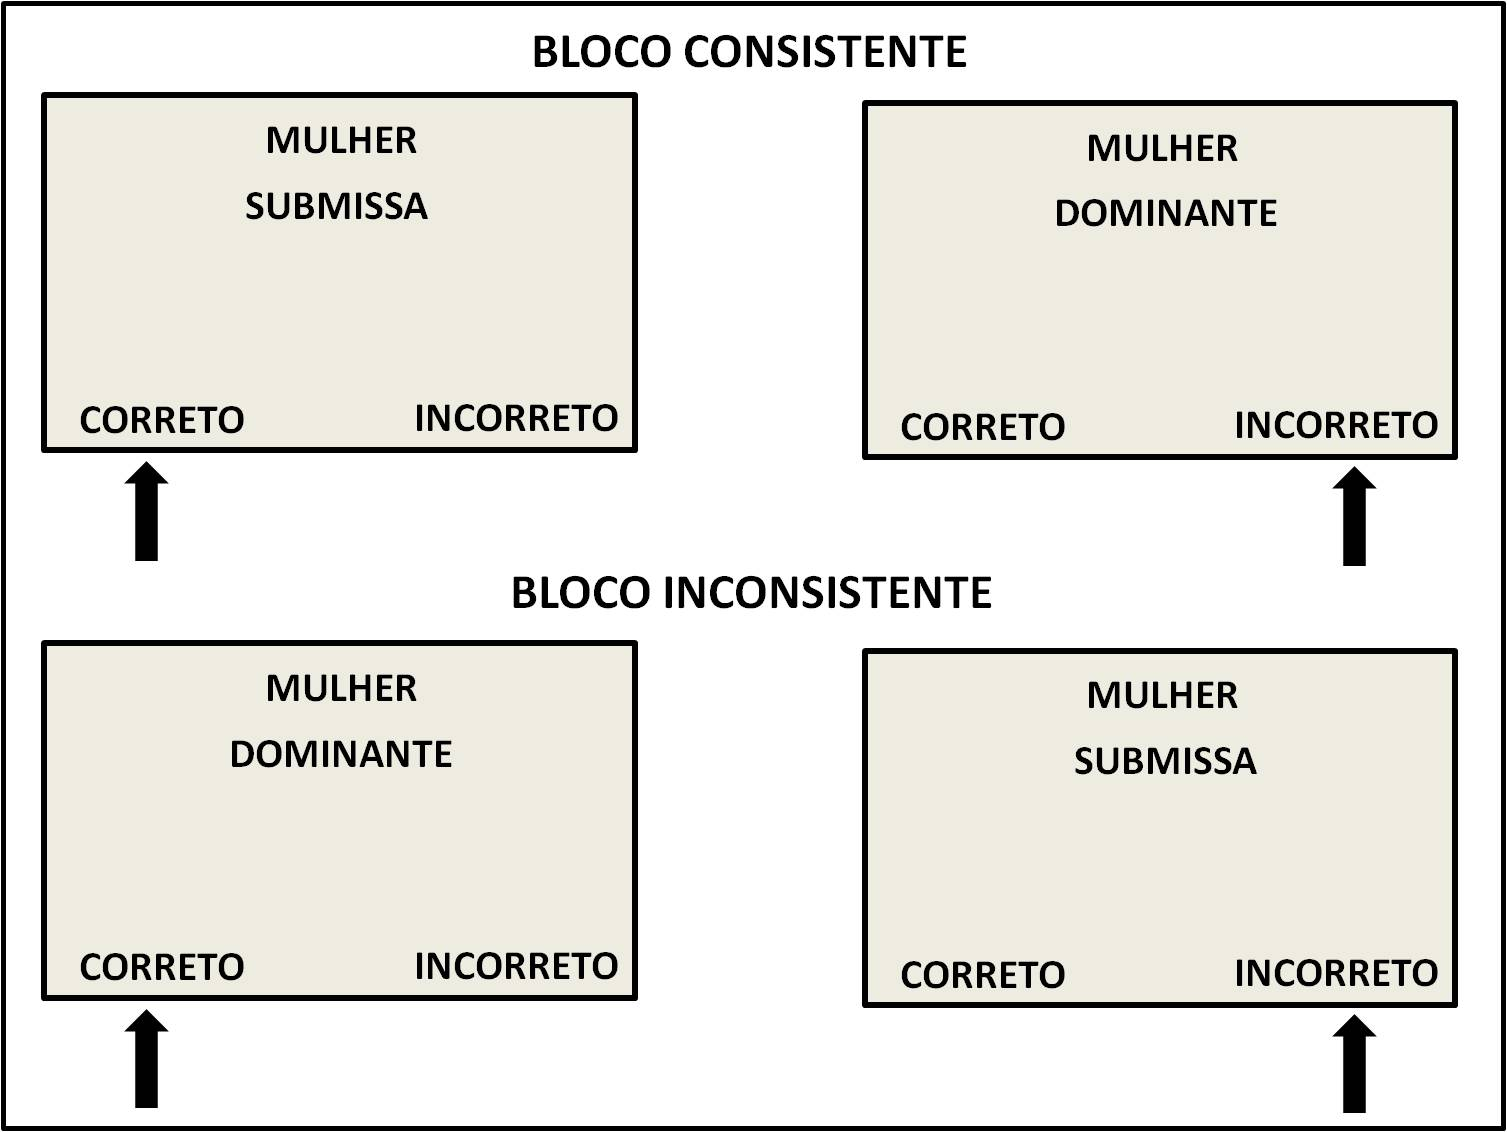 BLOCO CONSISTENTE
MULHER
SUBMISSA
CORRETO INCORRETO
MULHER
DOMINANTE
CORRETO INCORRETO
BLOCO INCONSISTENTE
MULHER
DOMINANTE
CORRETO INCORRETO
MULHER
SUBMISSA
CORRETO INCORRETO